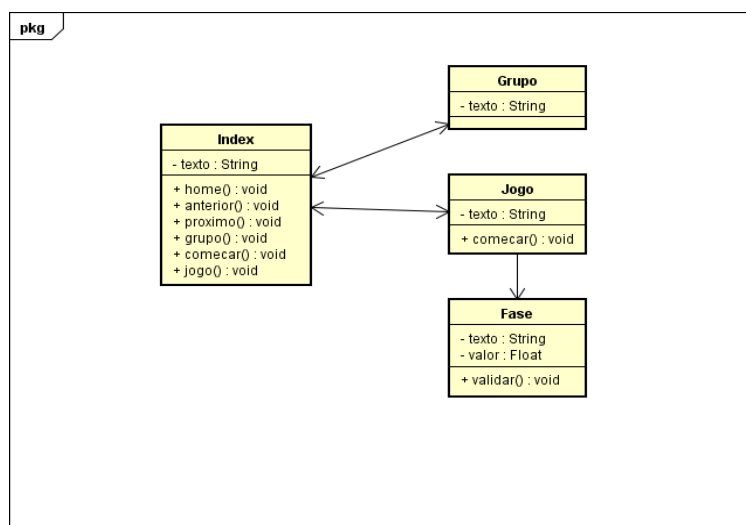 pkg
Grupo
- texto : String
Index
- texto : String
+ home() : void
+ anterior() : void
+ proximo() : void
+ grupo() : void
+ comecar() : void
+ jogo() : void
Jogo
- texto : String
+ comecar() : void
Fase
- texto : String
- valor : Float
+ validar() : void